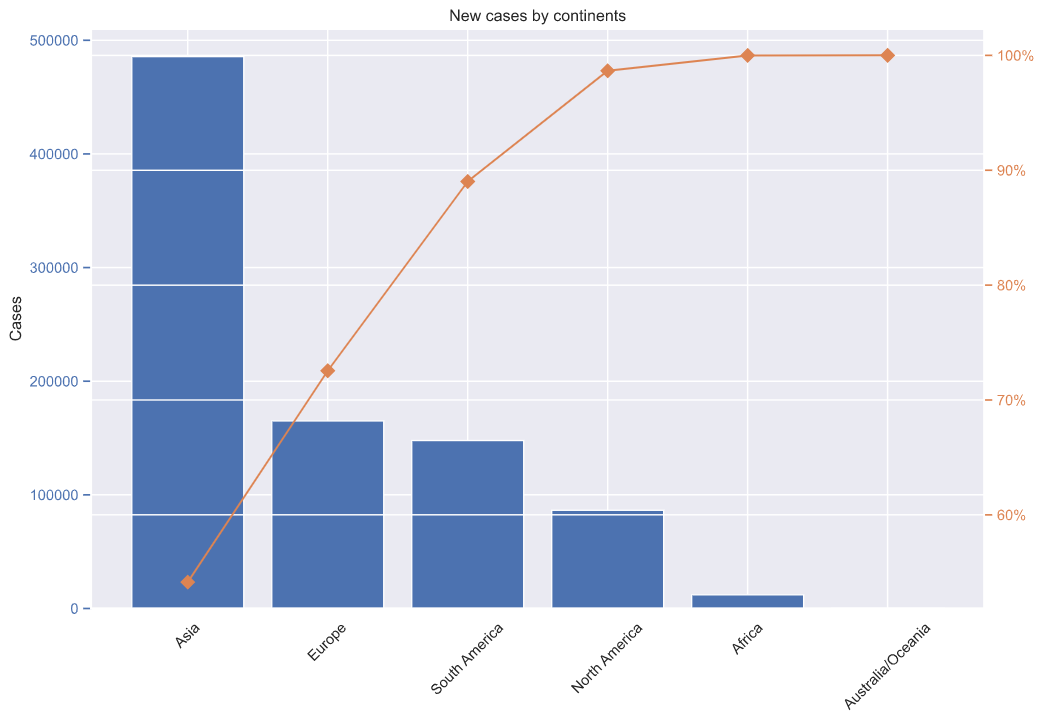 New cases by continents
500000
400000
300000
200000
100000
0
Cases
100%
90%
80%
70%
60%
Asia
Europe
South America
North America
Africa
Australia/Oceania